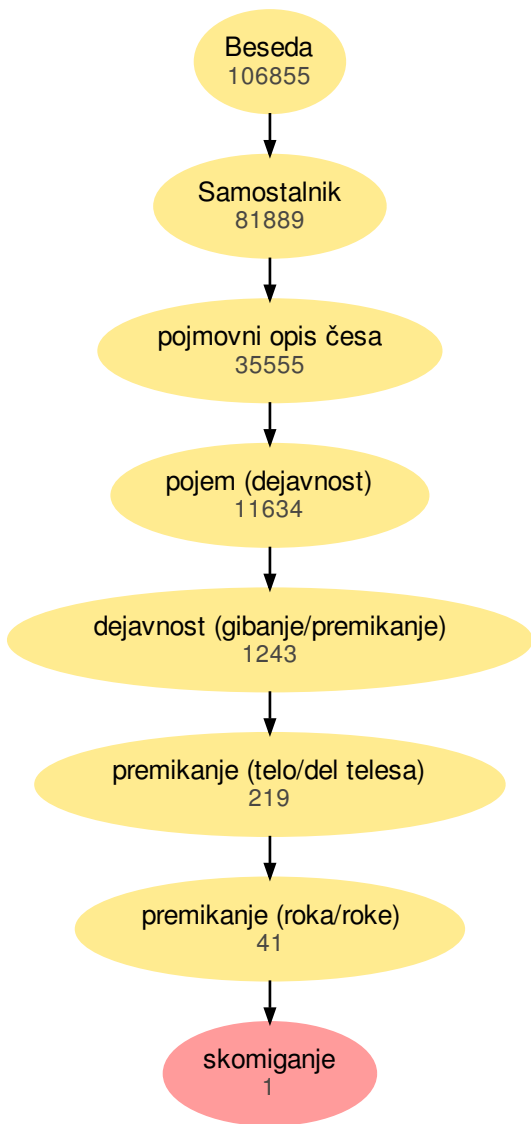 Beseda
106855
Samostalnik
81889
pojmovni opis česa
35555
pojem (dejavnost)
11634
dejavnost (gibanje/premikanje)
1243
premikanje (telo/del telesa)
219
premikanje (roka/roke)
41
skomiganje
1